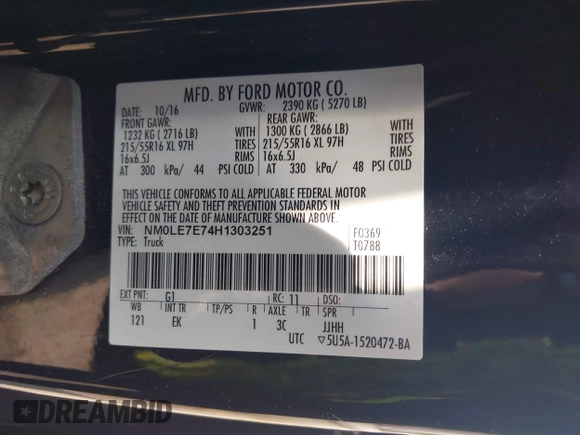 MFD. BY FORD MOTOR CO.
DATE: 10/16 GVWR: 2390 KG ( 5270 LB)
FRONT GAWR: REAR GAWR:
1232 KG ( 2716 LB) WITH 1300 KG ( 2866 LB) WITH
215/55R16 XL 97H TIRES 215/55R16 XL 97H TIRES
16x6.5J RIMS 16x6.5J RIMS
AT 300 kPa/ 44 PSI COLD AT 330 kPa/ 48 PSI COLD
THIS VEHICLE CONFORMS TO ALL APPLICABLE FEDERAL MOTOR
VEHICLE SAFETY AND THEFT PREVENTION STANDARDS IN
EFFECT ON THE DATE OF MANUFACTURE SHOWN ABOVE.
VIN: NM0LE7E74H1303251 F0369
TYPE: Truck T0788
EXT PNT: G1 RC: 11 DSO:
WB INT TR TP/PS R AXLE TR SPR
121 EK 1 3C JJHH
UTC ▽5U5A-1520472-BA
DREAMBID